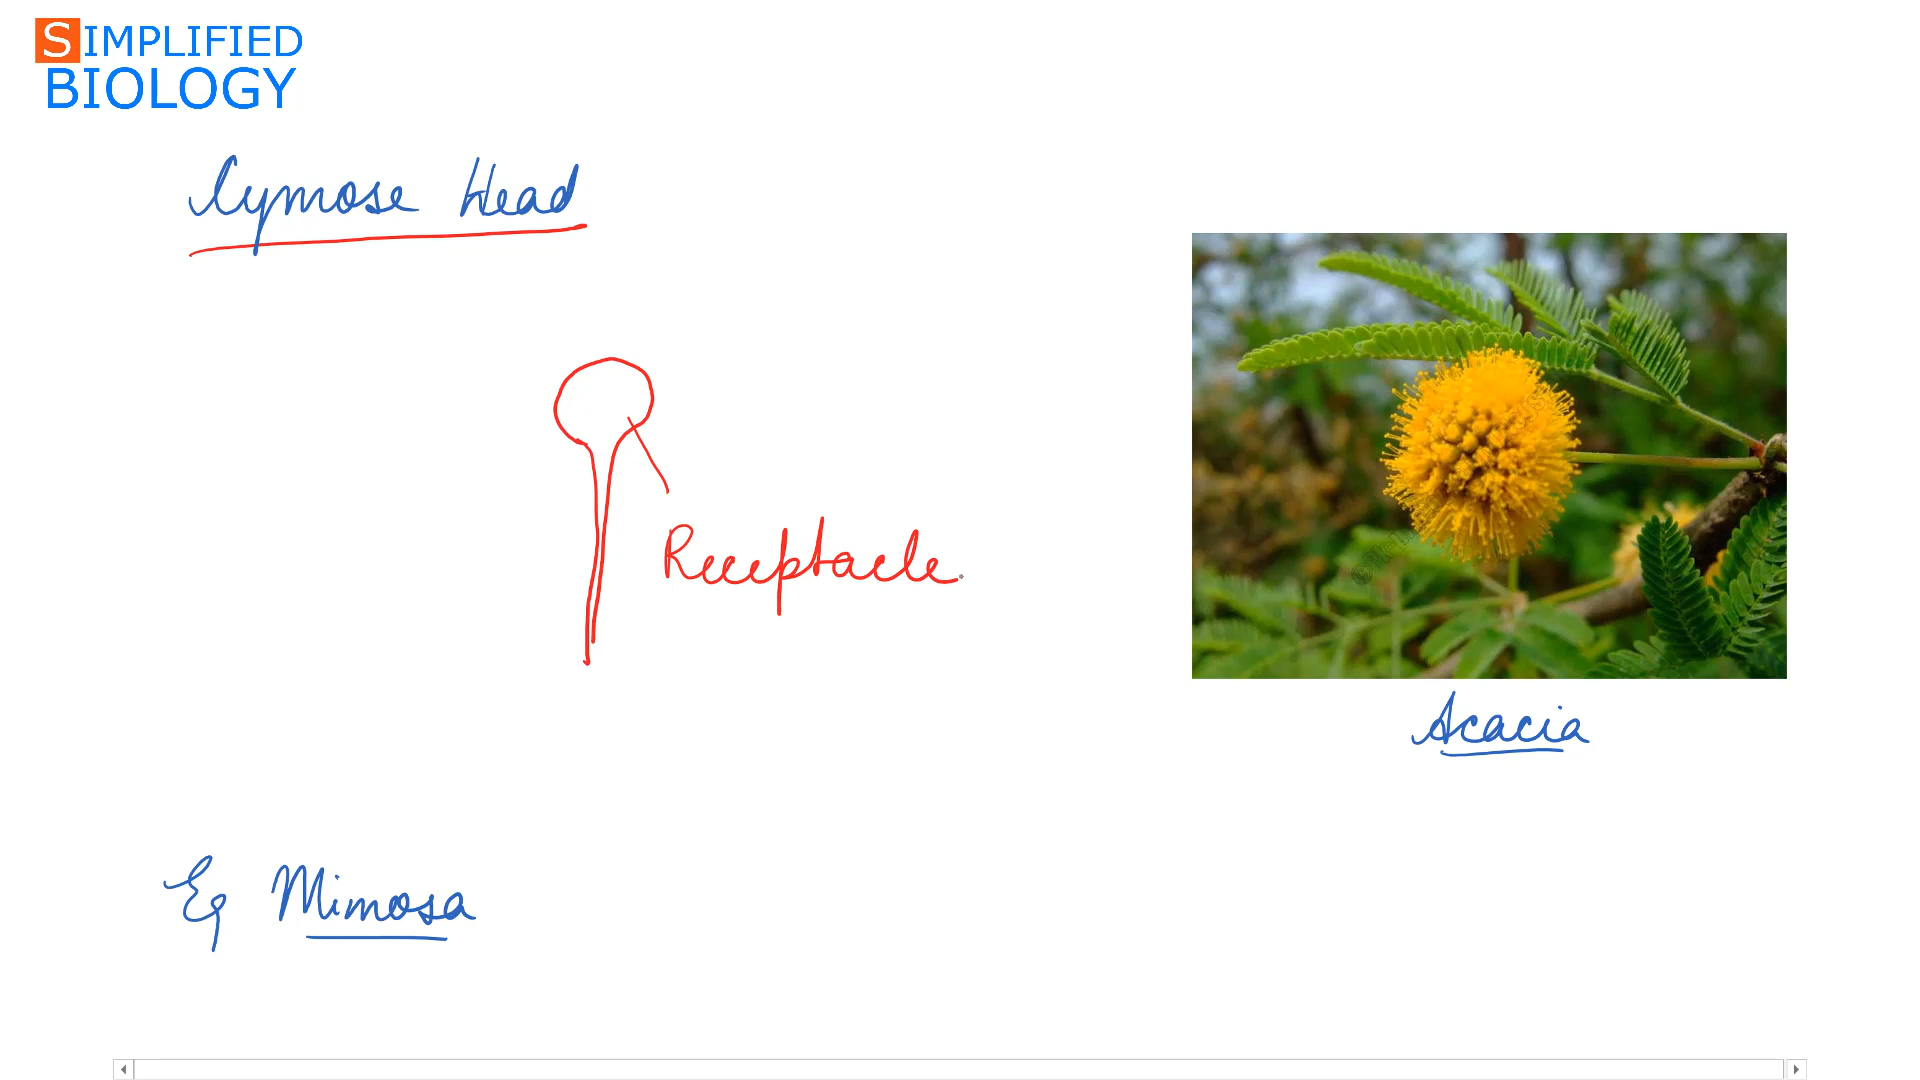 SIMPLIFIED
BIOLOGY
Cymose Head
Receptacle
Acacia
Eg Mimosa